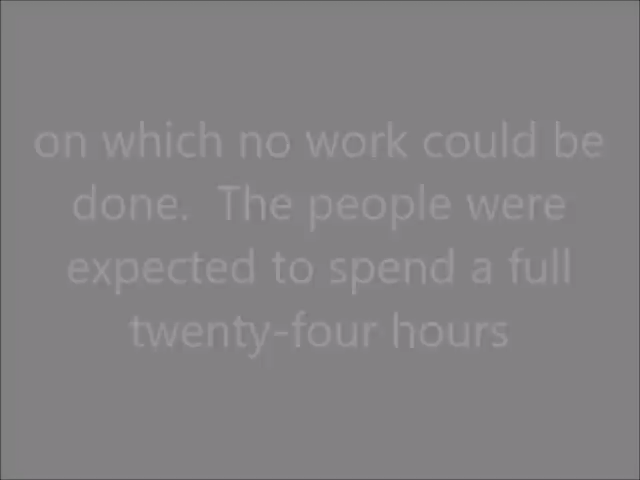 on which no work could be
done.  The people were
expected to spend a full
twenty-four hours